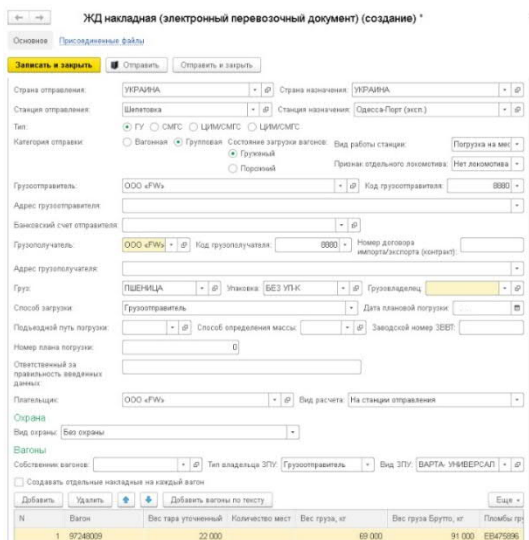 ЖД накладная (электронный перевозочный документ) (создание) *
Основное Присоединенные файлы
Записать и закрыть Отправить Отправить и закрыть
Страна отправления: УКРАИНА Страна назначения: УКРАИНА
Станция отправления: Шепетовка Станция назначения: Одесса-Порт (эксп.)
Тип: ГУ СМГС ЦИМ/СМГС ЦИМ/СМГС
Категория отправки: Вагонная Групповая Состояние загрузки вагонов: Вид работы станции: Погрузка на мес
Груженый
Порожний Признак отдельного локомотива: Нет локомотива
Грузоотправитель: ООО «FW» Код грузоотправителя: 8880
Адрес грузоотправителя:
Банковский счет отправителя:
Грузополучатель: ООО «FW» Код грузополучателя: 8880 Номер договора импорта/экспорта (контракт):
Адрес грузополучателя:
Груз: ПШЕНИЦА Упаковка: БЕЗ УП-К Грузовладелец:
Способ загрузки: Грузоотправитель Дата плановой погрузки:
Подъездной путь погрузки: Способ определения массы: Заводской номер ЗВВТ:
Номер плана погрузки: 0
Ответственный за
правильность введенных
данных:
Плательщик: ООО «FW» Вид расчета: На станции отправления
Охрана
Вид охраны: Без охраны
Вагоны
Собственник вагонов: Тип владельца ЗПУ: Грузоотправитель Вид ЗПУ: ВАРТА- УНИВЕРСАЛ
Создавать отдельные накладные на каждый вагон
Добавить Удалить Добавить вагоны по тексту Еще
N Вагон Вес тара уточненный Количество мест Вес груза, кг Вес груза Брутто, кг Пломбы гр
1 97248009 22 000 69 000 91 000 ЕВ475896